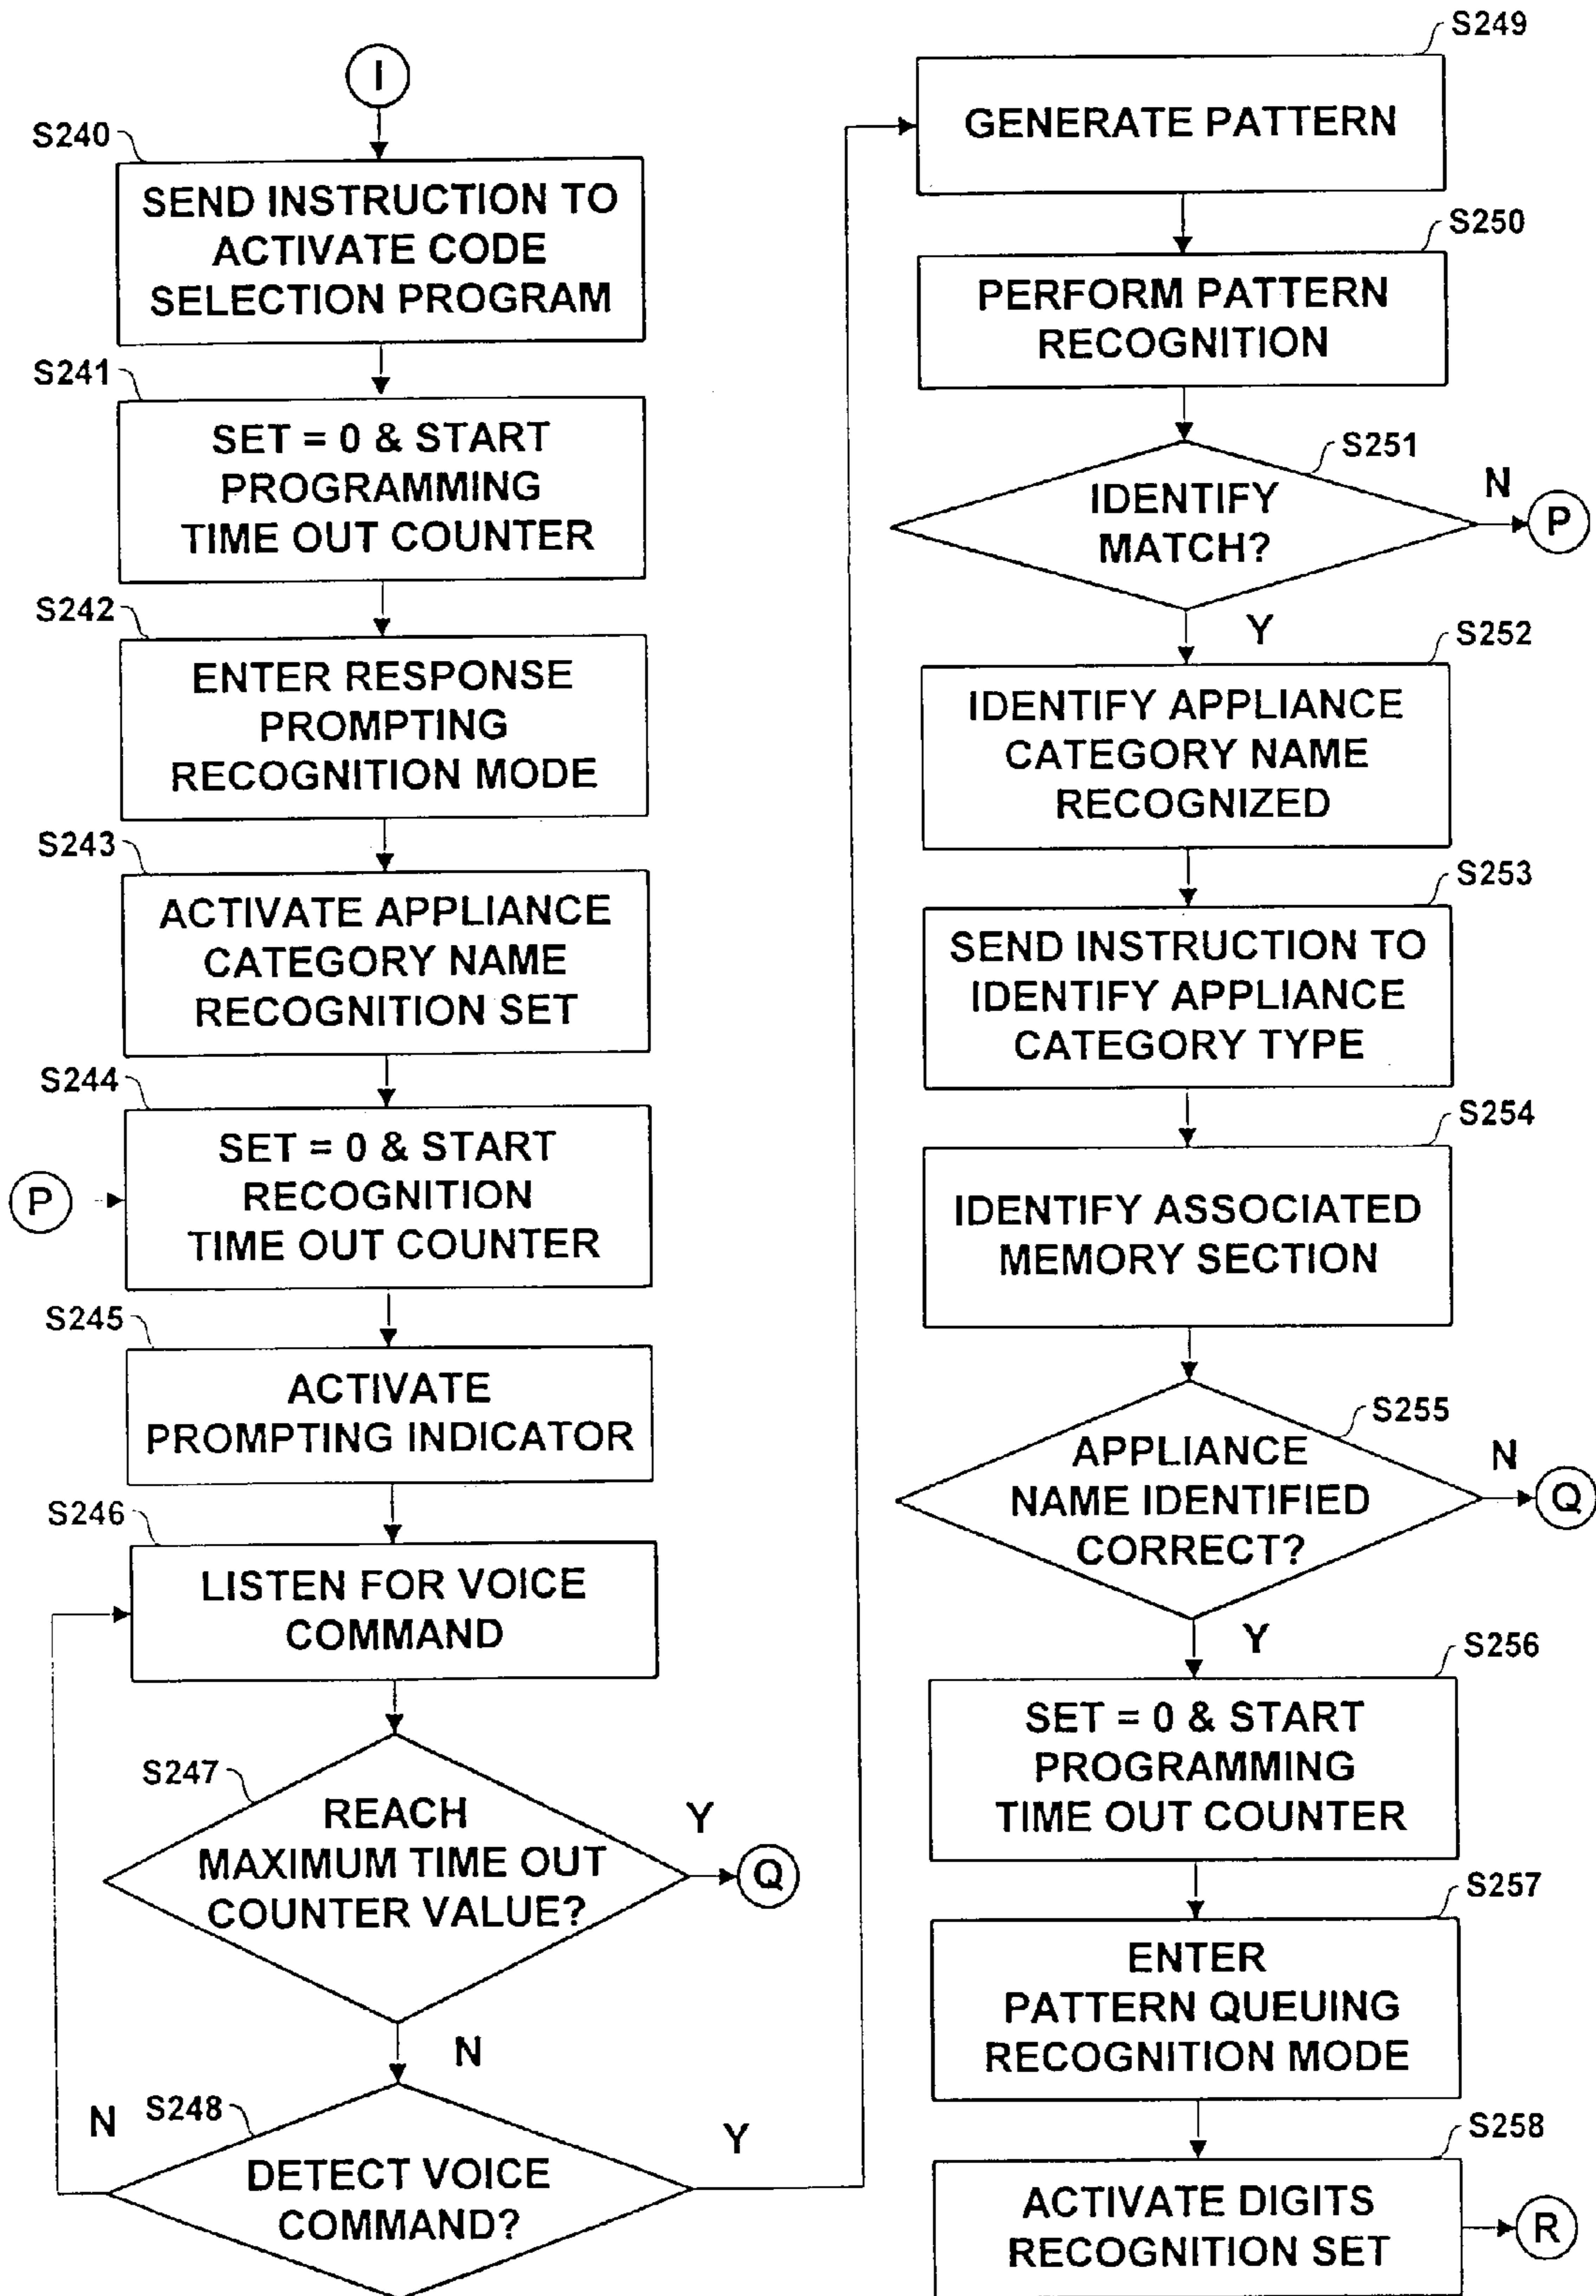 I
S240
SEND INSTRUCTION TO
ACTIVATE CODE
SELECTION PROGRAM
S241
SET = 0 & START
PROGRAMMING
TIME OUT COUNTER
S242
ENTER RESPONSE
PROMPTING
RECOGNITION MODE
S243
ACTIVATE APPLIANCE
CATEGORY NAME
RECOGNITION SET
S244
P
SET = 0 & START
RECOGNITION
TIME OUT COUNTER
S245
ACTIVATE
PROMPTING INDICATOR
S246
LISTEN FOR VOICE
COMMAND
S247
REACH
MAXIMUM TIME OUT
COUNTER VALUE?
Y
Q
N
S248
N
DETECT VOICE
COMMAND?
Y
S249
GENERATE PATTERN
S250
PERFORM PATTERN
RECOGNITION
S251
IDENTIFY
MATCH?
N
P
Y
S252
IDENTIFY APPLIANCE
CATEGORY NAME
RECOGNIZED
S253
SEND INSTRUCTION TO
IDENTIFY APPLIANCE
CATEGORY TYPE
S254
IDENTIFY ASSOCIATED
MEMORY SECTION
S255
APPLIANCE
NAME IDENTIFIED
CORRECT?
N
Q
Y
S256
SET = 0 & START
PROGRAMMING
TIME OUT COUNTER
S257
ENTER
PATTERN QUEUING
RECOGNITION MODE
S258
ACTIVATE DIGITS
RECOGNITION SET
R